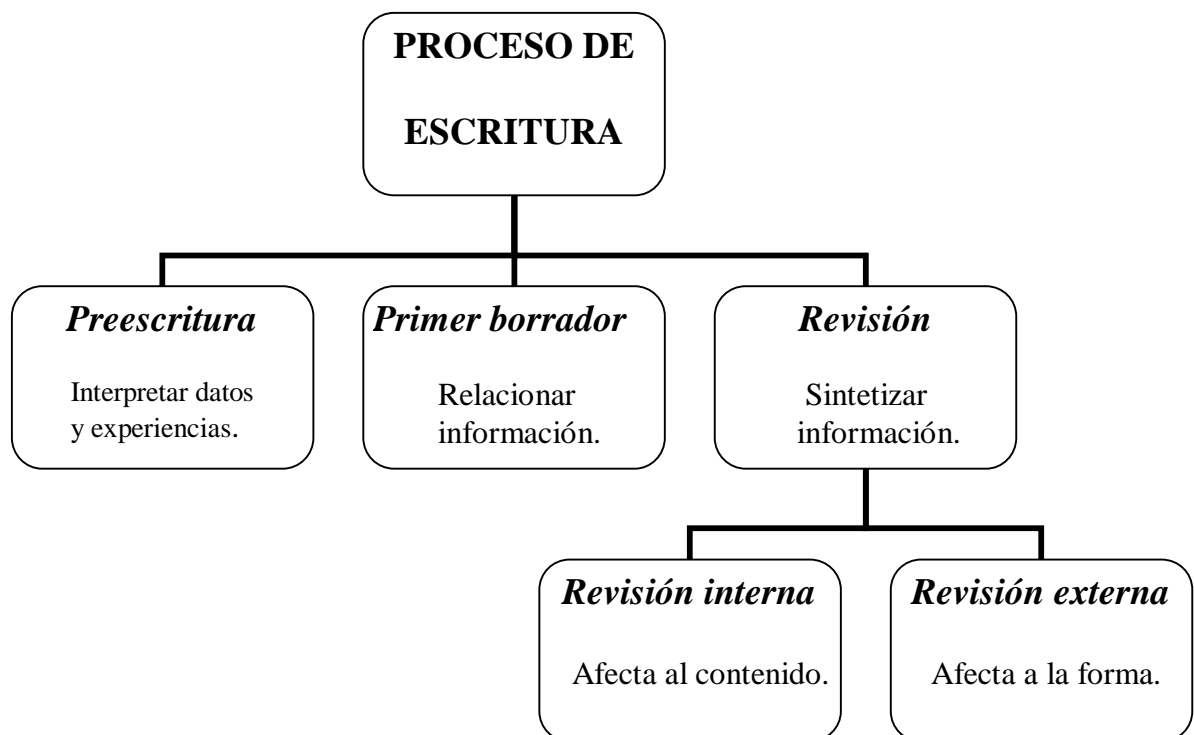 PROCESO DE
ESCRITURA
Preescritura
Interpretar datos
y experiencias.
Primer borrador
Relacionar
información.
Revisión
Sintetizar
información.
Revisión interna
Afecta al contenido.
Revisión externa
Afecta a la forma.